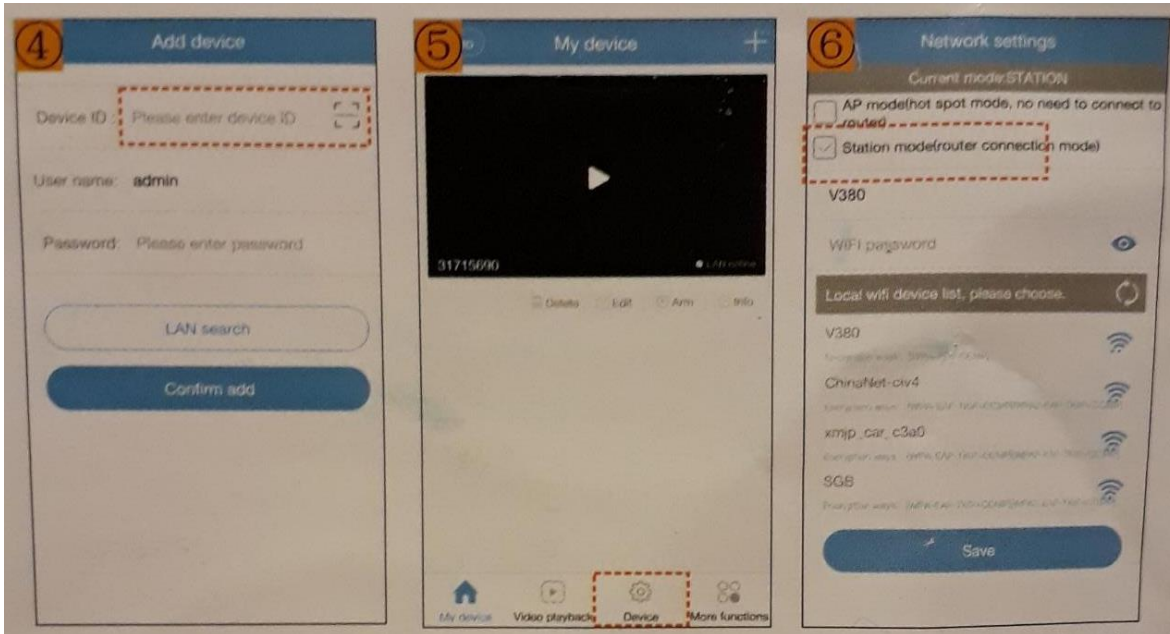 ④
Add device
Device ID :
Please enter device ID
User name: admin
Password: Please enter password
LAN search
Confirm add
⑤
My device
31715690
Delete
Edit
Arm
Info
My device
Video playback
Device
More functions
⑥
Network settings
Current mode:STATION
AP mode(hot spot mode, no need to connect to
router)
Station mode(router connection mode)
V380
WIFI password
Local wifi device list, please choose.
V380
ChinaNet-civ4
xmjp_car_c3a0
SGB
Save